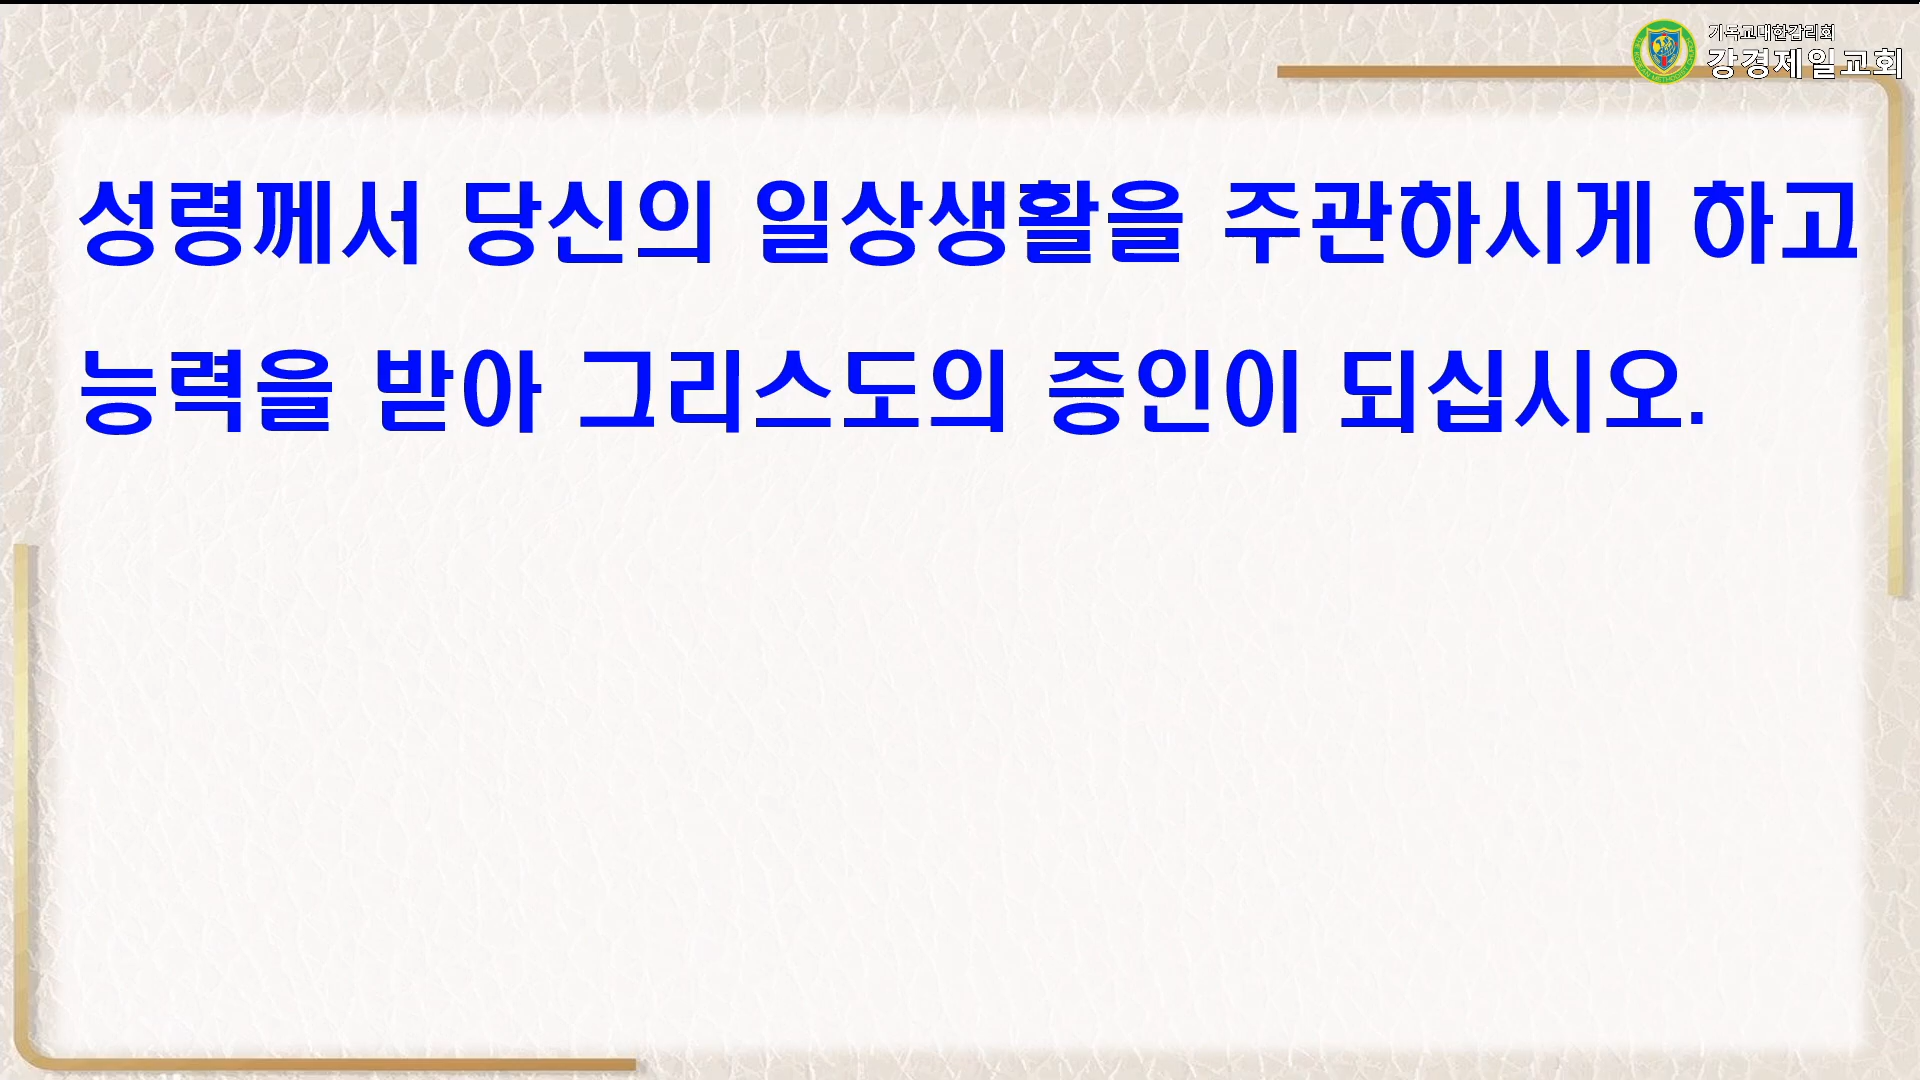 기독교대한감리회
강경제일교회
성령께서 당신의 일상생활을 주관하시게 하고
능력을 받아 그리스도의 증인이 되십시오.